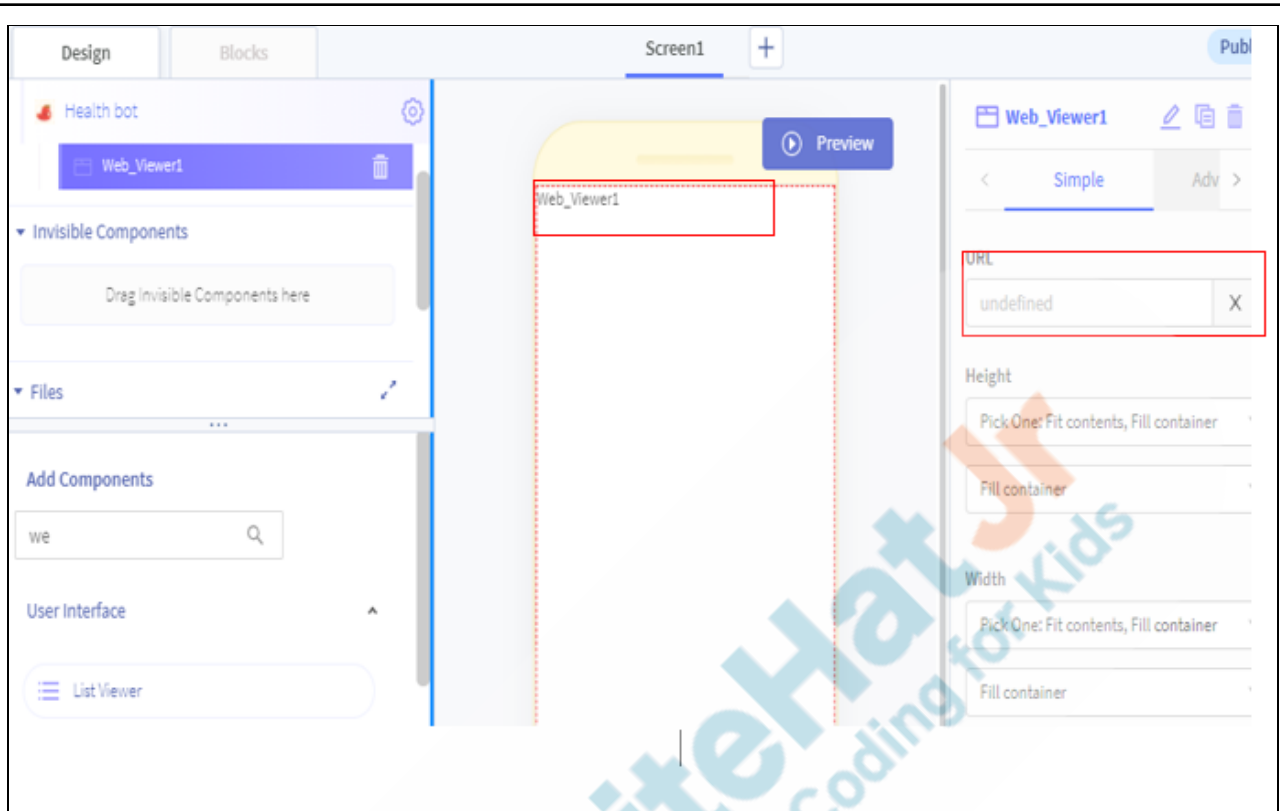 Design
Blocks
Screen1
+
Health bot
Web_Viewer1
Invisible Components
Drag Invisible Components here
Files
Add Components
we
User Interface
List Viewer
Preview
Web_Viewer1
Publ
Web_Viewer1
Simple
Adv
URL
undefined
X
Height
Pick One: Fit contents, Fill container
Fill container
Width
Pick One: Fit contents, Fill container
Fill container
iteHat Jr
Coding for Kids